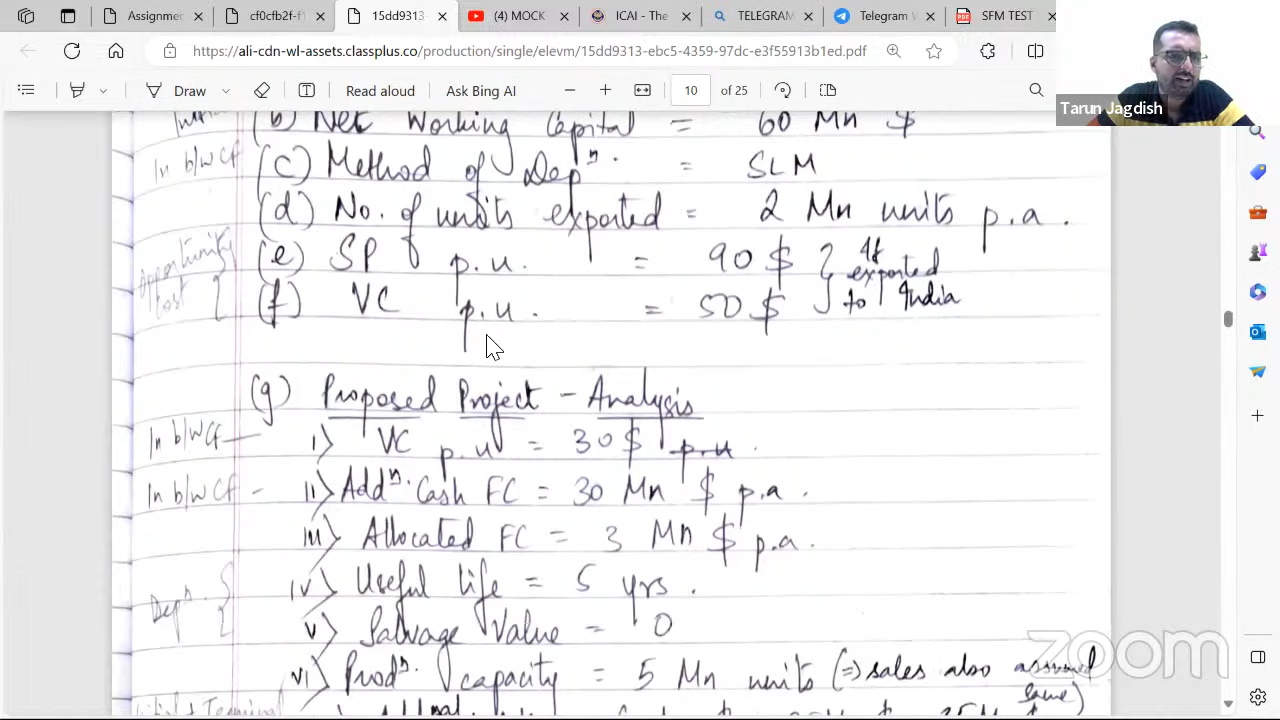 Assignment
cf0cfb2f-f
15dd9313-
(4) MOCK
ICAI - The
TELEGRAM
Telegram W
SFM TEST
https://ali-cdn-wl-assets.classplus.co/production/single/elevm/15dd9313-ebc5-4359-97dc-e3f55913b1ed.pdf
Draw
Read aloud
Ask Bing AI
10 of 25
Tarun Jagdish
(b) Net Working Capital = 60 Mn $
In b/w CF (c) Method of Depn. = SLM
(d) No. of units exported = 2 Mn units p.a.
Opportunity Cost
(e) SP p.u. = 90 $
(f) VC p.u. = 50 $
If exported to India
(g) Proposed Project - Analysis
In b/w CF i) VC p.u = 30 $ p.u.
In b/w CF - ii) Addn. Cash FC = 30 Mn $ p.a.
iii) Allocated FC = 3 Mn $ p.a.
Depn. iv) Useful life = 5 yrs.
v) Salvage Value = 0
vi) Prodn. capacity = 5 Mn units (⇒ sales also assumed same)
Initial & Terminal
zoom